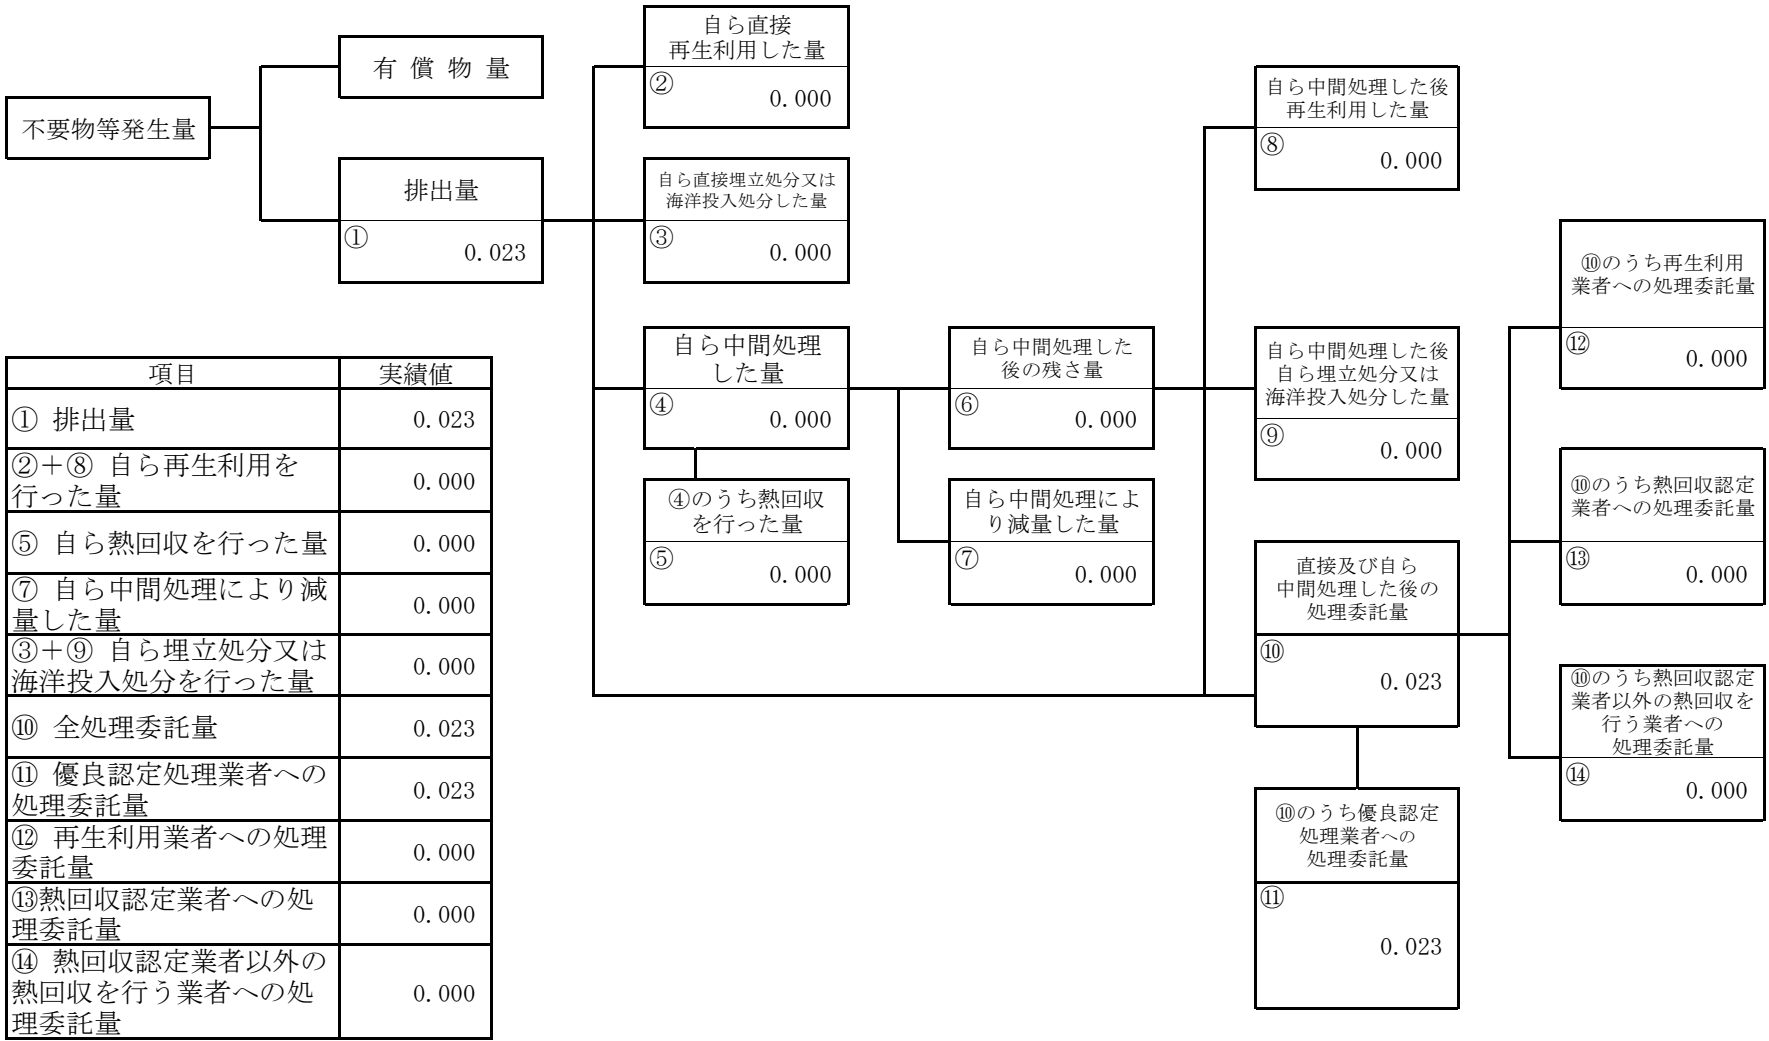 不要物等発生量
有 償 物 量
排出量
①
0.023
自ら直接
再生利用した量
②
0.000
自ら直接埋立処分又は
海洋投入処分した量
③
0.000
自ら中間処理
した量
④
0.000
④のうち熱回収
を行った量
⑤
0.000
自ら中間処理した
後の残さ量
⑥
0.000
自ら中間処理によ
り減量した量
⑦
0.000
自ら中間処理した後
再生利用した量
⑧
0.000
自ら中間処理した後
自ら埋立処分又は
海洋投入処分した量
⑨
0.000
直接及び自ら
中間処理した後の
処理委託量
⑩
0.023
⑩のうち優良認定
処理業者への
処理委託量
⑪
0.023
⑩のうち再生利用
業者への処理委託量
⑫
0.000
⑩のうち熱回収認定
業者への処理委託量
⑬
0.000
⑩のうち熱回収認定
業者以外の熱回収を
行う業者への
処理委託量
⑭
0.000
項目 実績値
① 排出量 0.023
②＋⑧ 自ら再生利用を
行った量 0.000
⑤ 自ら熱回収を行った量 0.000
⑦ 自ら中間処理により減
量した量 0.000
③＋⑨ 自ら埋立処分又は
海洋投入処分を行った量 0.000
⑩ 全処理委託量 0.023
⑪ 優良認定処理業者への
処理委託量 0.023
⑫ 再生利用業者への処理
委託量 0.000
⑬熱回収認定業者への処
理委託量 0.000
⑭ 熱回収認定業者以外の
熱回収を行う業者への処
理委託量 0.000